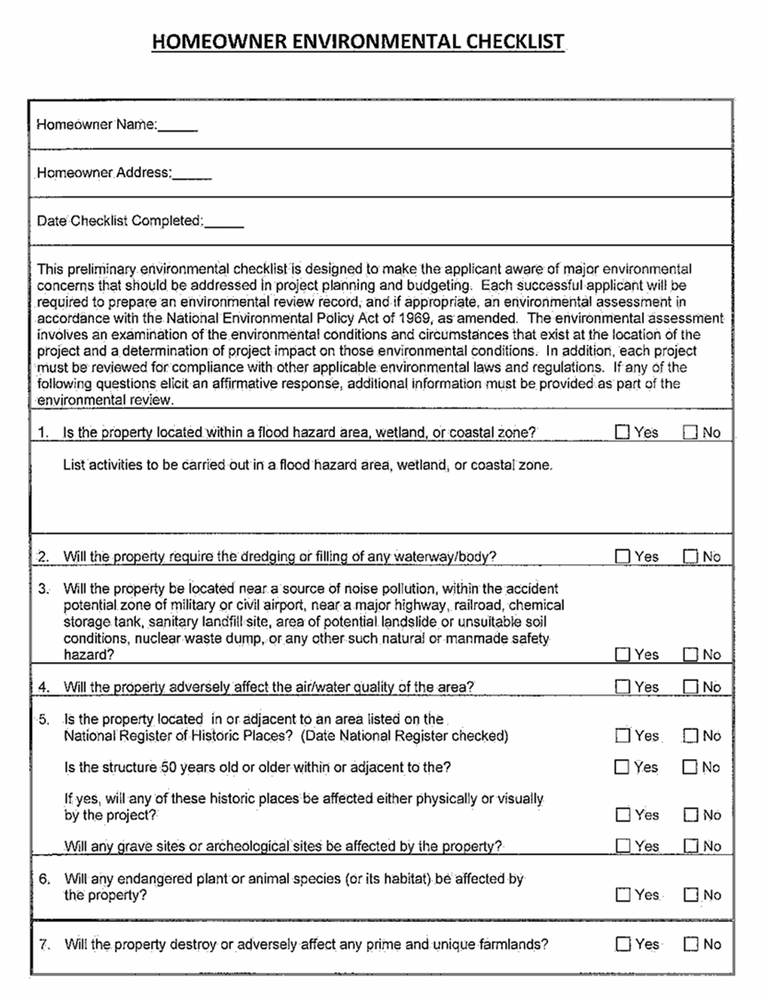 HOMEOWNER ENVIRONMENTAL CHECKLIST
Homeowner Name:_____
Homeowner Address:_____
Date Checklist Completed:_____
This preliminary environmental checklist is designed to make the applicant aware of major environmental
concerns that should be addressed in project planning and budgeting. Each successful applicant will be
required to prepare an environmental review record, and if appropriate, an environmental assessment in
accordance with the National Environmental Policy Act of 1969, as amended. The environmental assessment
involves an examination of the environmental conditions and circumstances that exist at the location of the
project and a determination of project impact on those environmental conditions. In addition, each project
must be reviewed for compliance with other applicable environmental laws and regulations. If any of the
following questions elicit an affirmative response, additional information must be provided as part of the
environmental review.
1. Is the property located within a flood hazard area, wetland, or coastal zone? ☐ Yes ☐ No
List activities to be carried out in a flood hazard area, wetland, or coastal zone.
2. Will the property require the dredging or filling of any waterway/body? ☐ Yes ☐ No
3. Will the property be located near a source of noise pollution, within the accident
potential zone of military or civil airport, near a major highway, railroad, chemical
storage tank, sanitary landfill site, area of potential landslide or unsuitable soil
conditions, nuclear waste dump, or any other such natural or manmade safety
hazard? ☐ Yes ☐ No
4. Will the property adversely affect the air/water quality of the area? ☐ Yes ☐ No
5. Is the property located in or adjacent to an area listed on the
National Register of Historic Places? (Date National Register checked) ☐ Yes ☐ No
Is the structure 50 years old or older within or adjacent to the? ☐ Yes ☐ No
If yes, will any of these historic places be affected either physically or visually
by the project? ☐ Yes ☐ No
Will any grave sites or archeological sites be affected by the property? ☐ Yes ☐ No
6. Will any endangered plant or animal species (or its habitat) be affected by
the property? ☐ Yes ☐ No
7. Will the property destroy or adversely affect any prime and unique farmlands? ☐ Yes ☐ No